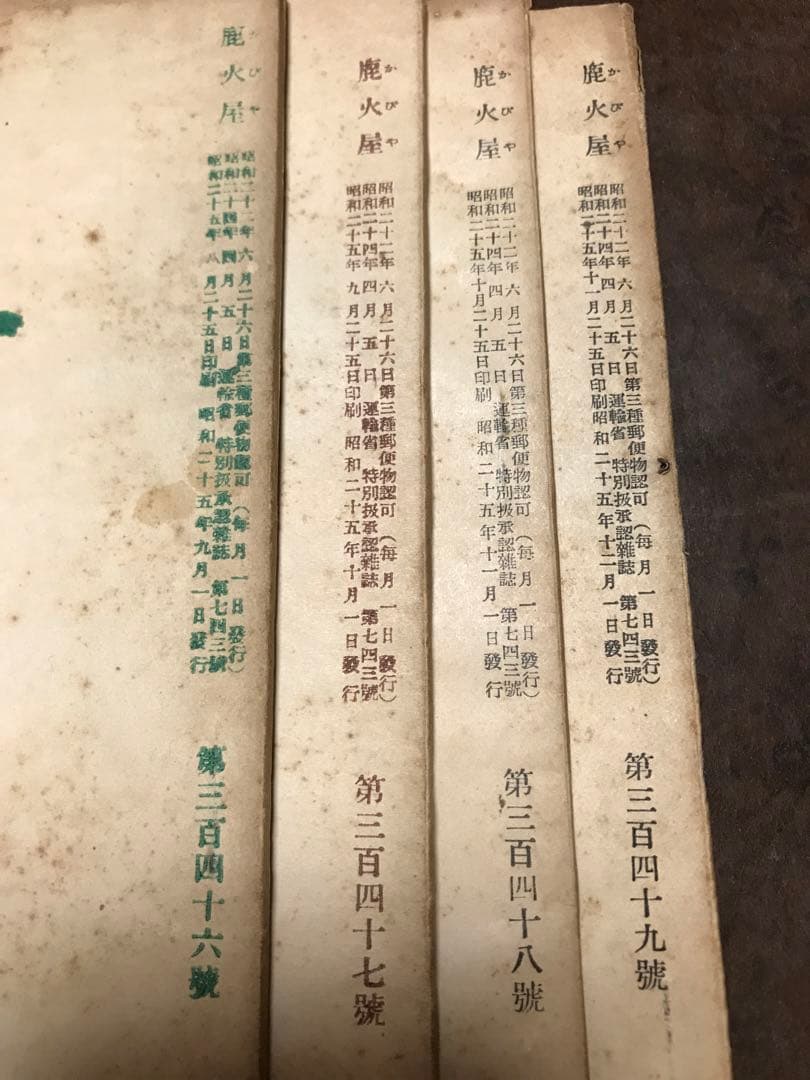 鹿火屋
かびや
昭和二十二年六月二十六日第三種郵便物認可（毎月一日發行）
昭和二十四年四月五日 運輸省 特別扱承認雜誌 第七四三號
昭和二十五年八月二十五日印刷 昭和二十五年九月一日發行
第三百四十六號
鹿火屋
かびや
昭和二十二年六月二十六日第三種郵便物認可（毎月一日發行）
昭和二十四年四月五日 運輸省 特別扱承認雜誌 第七四三號
昭和二十五年九月二十五日印刷 昭和二十五年十月一日發行
第三百四十七號
鹿火屋
かびや
昭和二十二年六月二十六日第三種郵便物認可（毎月一日發行）
昭和二十四年四月五日 運輸省 特別扱承認雜誌 第七四三號
昭和二十五年十月二十五日印刷 昭和二十五年十一月一日發行
第三百四十八號
鹿火屋
かびや
昭和二十二年六月二十六日第三種郵便物認可（毎月一日發行）
昭和二十四年四月五日 運輸省 特別扱承認雜誌 第七四三號
昭和二十五年十一月二十五日印刷 昭和二十五年十二月一日發行
第三百四十九號